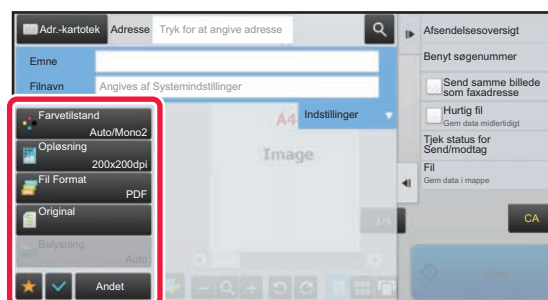 Adr.-kartotek
Adresse
Tryk for at angive adresse
Emne
Filnavn
Angives af Systemindstillinger
Farvetilstand
Auto/Mono2
Opløsning
200x200dpi
Fil Format
PDF
Original
Belysning
Auto
Andet
A4
Image
Indstillinger
1/1
Afsendelsesoversigt
Benyt søgenummer
Send samme billede
som faxadresse
Hurtig fil
Gem data midlertidigt
Tjek status for
Send/modtag
Fil
Gem data i mappe
CA
Start